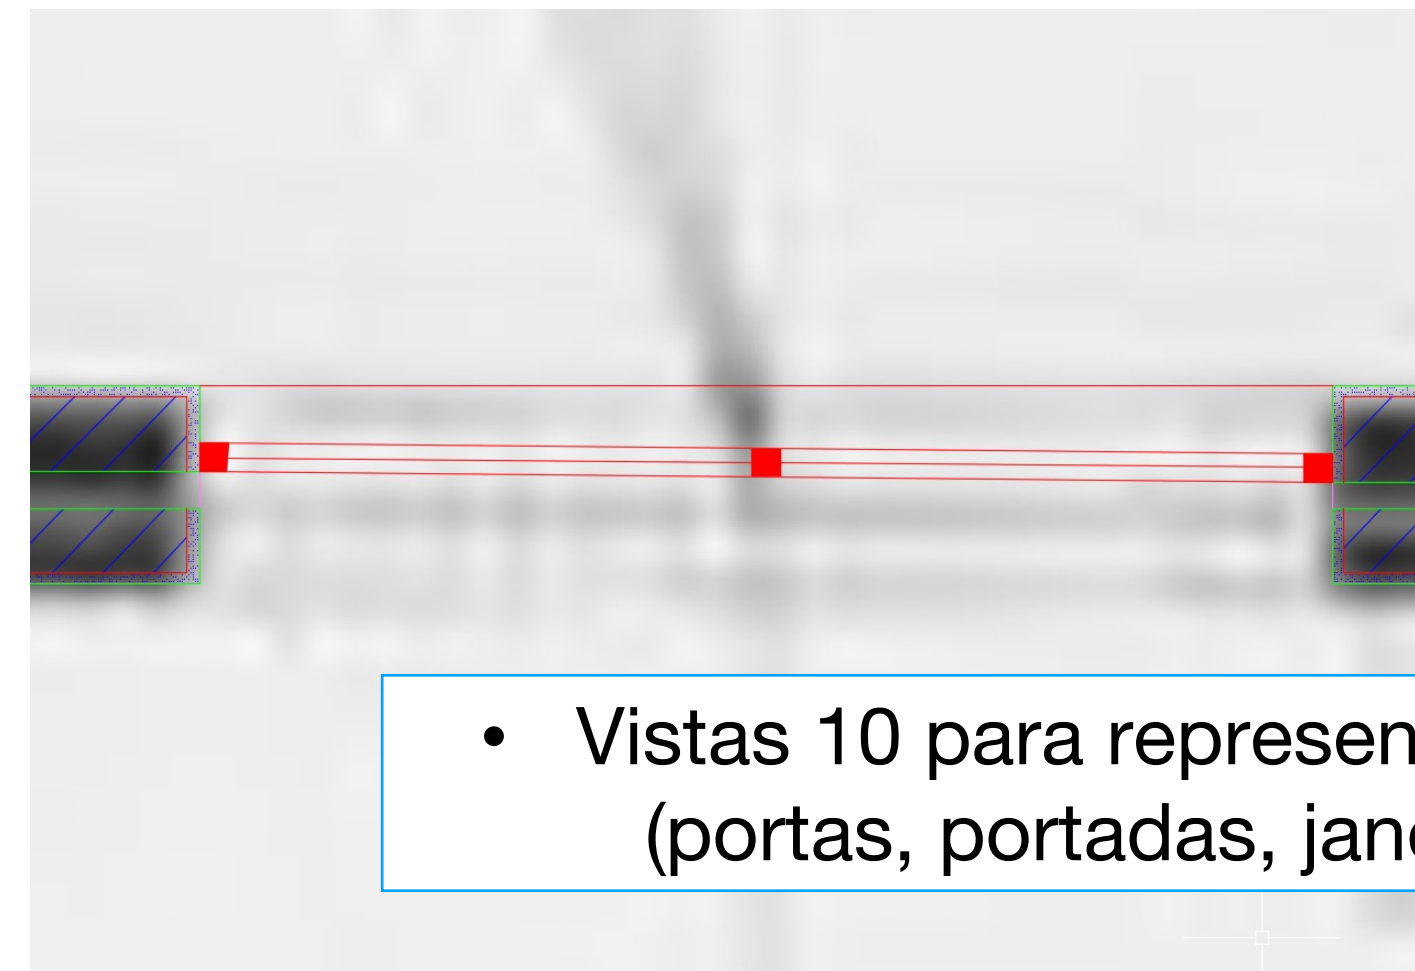 • Vistas 10 para represen
(portas, portadas, jan